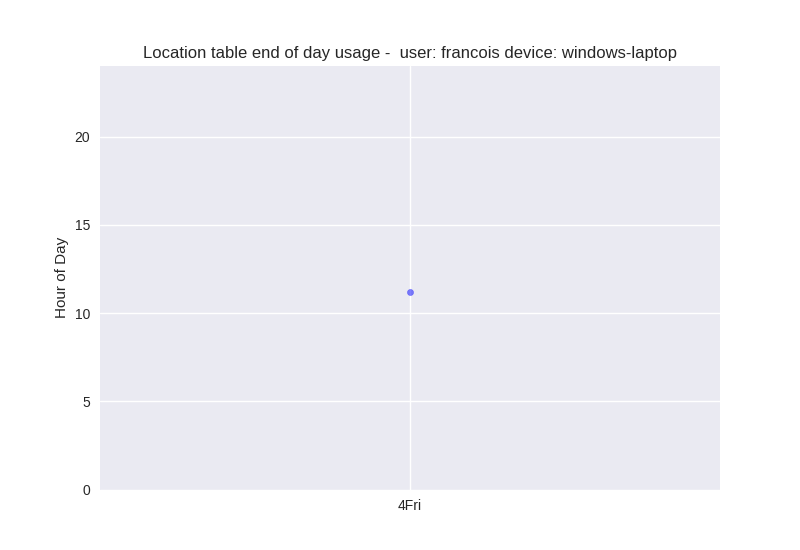 Location table end of day usage -  user: francois device: windows-laptop
20
15
Hour of Day
10
5
0
4Fri